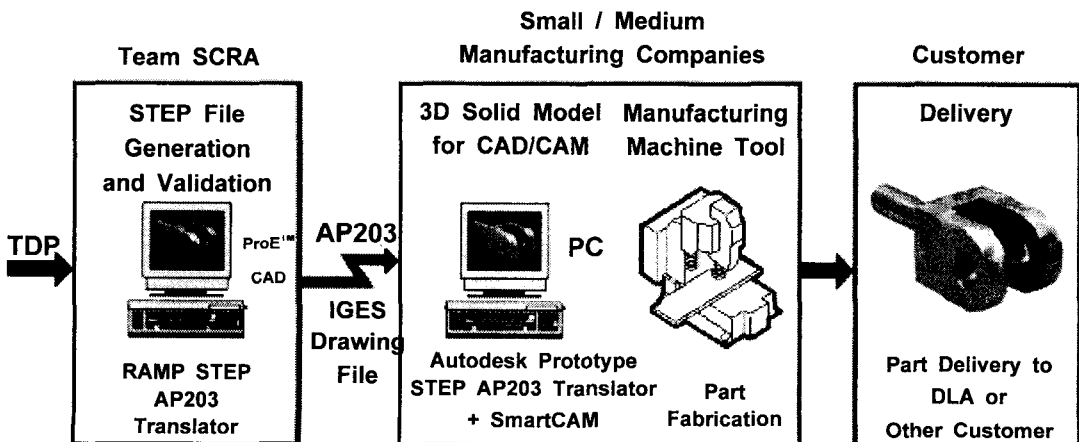 Team SCRA
Small / Medium
Manufacturing Companies
Customer
TDP
STEP File
Generation
and Validation
ProE™
CAD
RAMP STEP
AP203
Translator
AP203
IGES
Drawing
File
3D Solid Model
for CAD/CAM
PC
Autodesk Prototype
STEP AP203 Translator
+ SmartCAM
Manufacturing
Machine Tool
Part
Fabrication
Delivery
Part Delivery to
DLA or
Other Customer